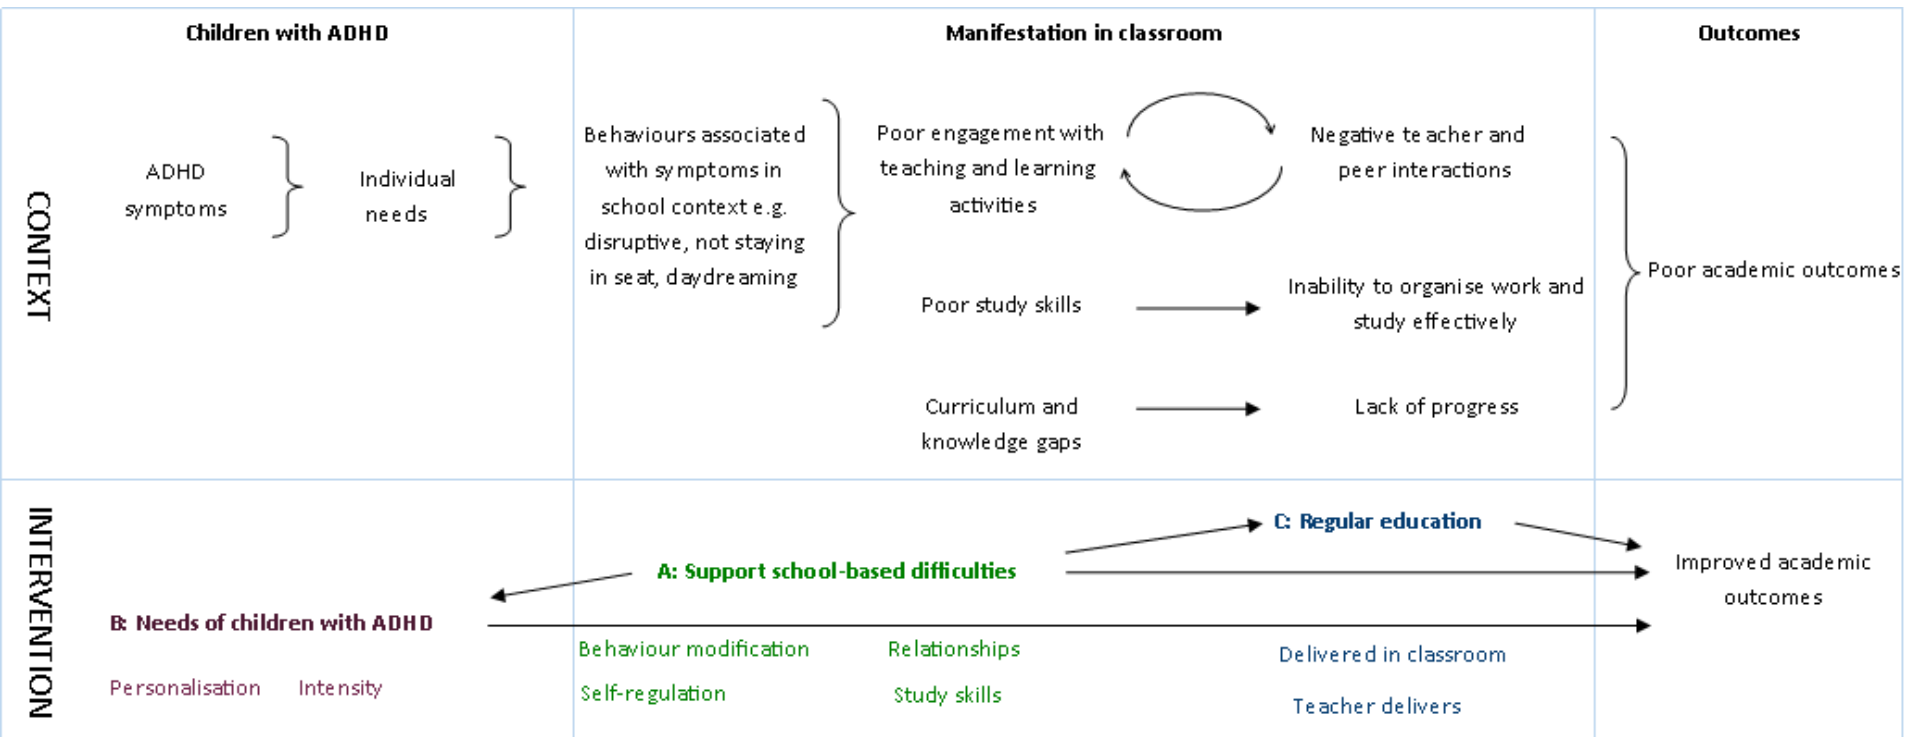 Children with ADHD
Manifestation in classroom
Outcomes
CONTEXT
ADHD
symptoms
Individual
needs
Behaviours associated
with symptoms in
school context e.g.
disruptive, not staying
in seat, daydreaming
Poor engagement with
teaching and learning
activities
Negative teacher and
peer interactions
Poor study skills
Inability to organise work and
study effectively
Curriculum and
knowledge gaps
Lack of progress
Poor academic outcomes
INTERVENTION
C: Regular education
A: Support school-based difficulties
Improved academic
outcomes
B: Needs of children with ADHD
Behaviour modification
Relationships
Delivered in classroom
Personalisation
Intensity
Self-regulation
Study skills
Teacher delivers